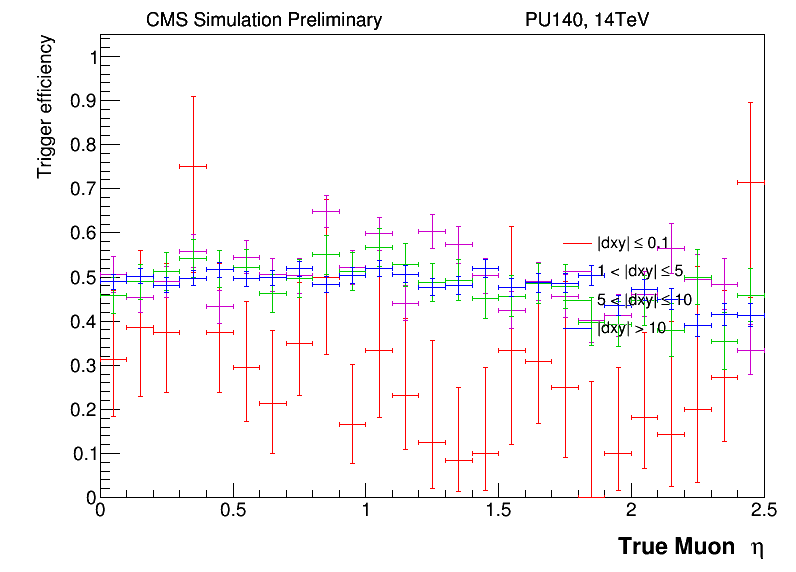 CMS Simulation Preliminary PU140, 14TeV
Trigger efficiency
1
0.9
0.8
0.7
0.6
0.5
0.4
0.3
0.2
0.1
0
|dxy| ≤ 0,1
1 < |dxy| ≤ 5
5 < |dxy| ≤ 10
|dxy| > 10
0 0.5 1 1.5 2 2.5
True Muon η